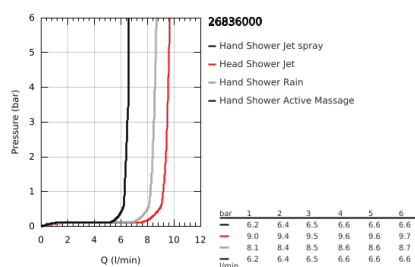 26836000
Hand Shower Jet spray
Head Shower Jet
Hand Shower Rain
Hand Shower Active Massage
Pressure (bar)
6
5
4
3
2
1
0
0 2 4 6 8 10 12
Q (l/min)
bar 1 2 3 4 5 6
6.2 6.4 6.5 6.6 6.6 6.6
9.0 9.4 9.5 9.6 9.6 9.7
8.1 8.4 8.5 8.6 8.6 8.7
6.2 6.4 6.5 6.6 6.6 6.6
l/min